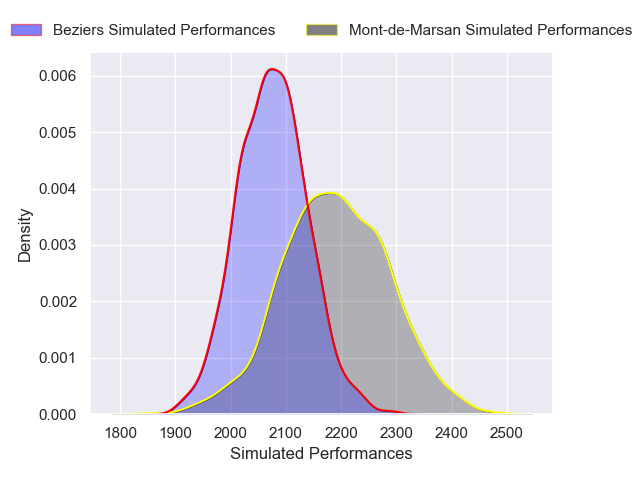 Beziers Simulated Performances
Mont-de-Marsan Simulated Performances
0.006
0.005
0.004
0.003
0.002
0.001
0.000
Density
1800 1900 2000 2100 2200 2300 2400 2500
Simulated Performances